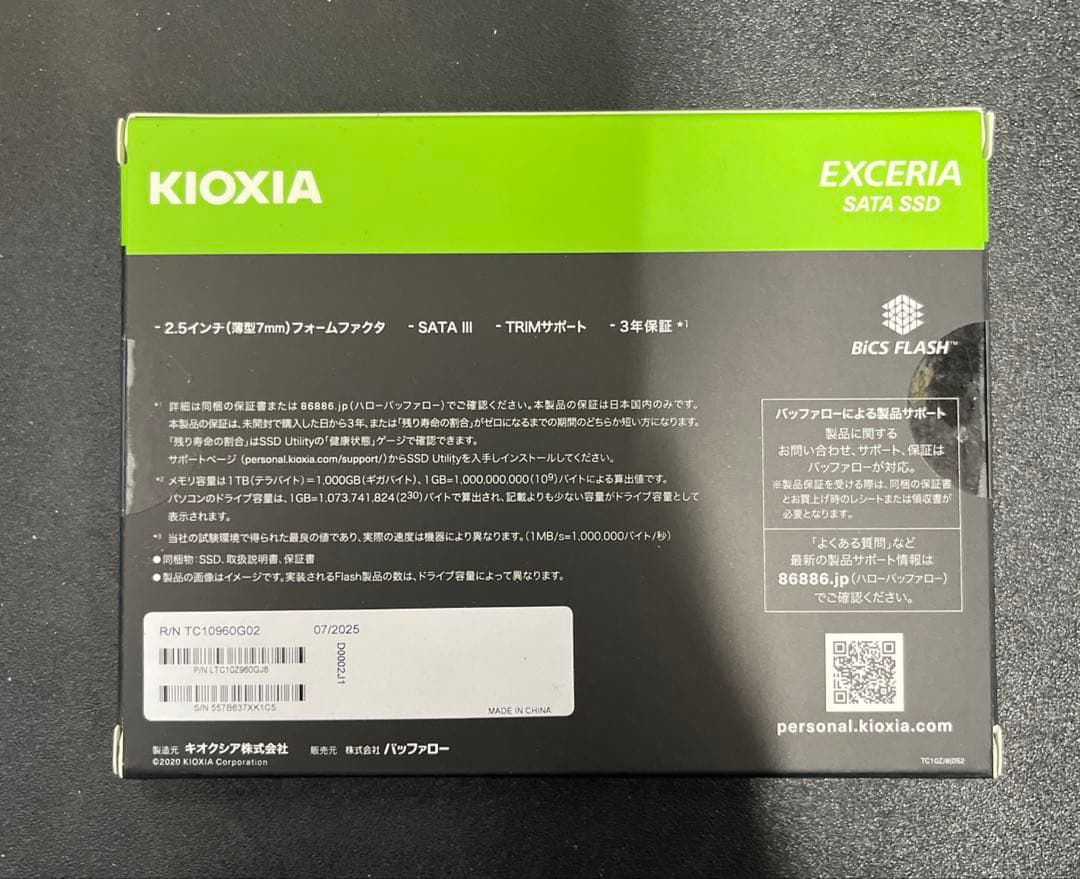 KIOXIA
EXCERIA
SATA SSD
- 2.5インチ(薄型7mm)フォームファクタ - SATA III - TRIMサポート - 3年保証 *1
BiCS FLASH™
*1 詳細は同梱の保証書または 86886.jp(ハローバッファロー)でご確認ください。本製品の保証は日本国内のみです。
本製品の保証は、未開封で購入した日から3年、または「残り寿命の割合」がゼロになるまでの期間のどちらか短い方になります。
「残り寿命の割合」はSSD Utilityの「健康状態」ゲージで確認できます。
サポートページ (personal.kioxia.com/support/)からSSD Utilityを入手しインストールしてください。
*2 メモリ容量は1TB(テラバイト)=1,000GB(ギガバイト)、1GB=1,000,000,000(10⁹)バイトによる算出値です。
パソコンのドライブ容量は、1GB=1,073,741,824(2³⁰)バイトで算出され、記載よりも少ない容量がドライブ容量として
表示されます。
*3 当社の試験環境で得られた最良の値であり、実際の速度は機器により異なります。(1MB/s=1,000,000バイト/秒)
●同梱物:SSD、取扱説明書、保証書
●製品の画像はイメージです。実装されるFlash製品の数は、ドライブ容量によって異なります。
バッファローによる製品サポート
製品に関する
お問い合わせ、サポート、保証は
バッファローが対応。
※製品保証を受ける際は、同梱の保証書
とお買上げ時のレシートまたは領収書が
必要となります。
「よくある質問」など
最新の製品サポート情報は
86886.jp(ハローバッファロー)
でご確認ください。
R/N TC10960G02 07/2025
P/N LTC10Z960GJ8
D0002J1
S/N 557B637XK1C5
MADE IN CHINA
personal.kioxia.com
製造元 キオクシア株式会社 販売元 株式会社 バッファロー
©2020 KIOXIA Corporation